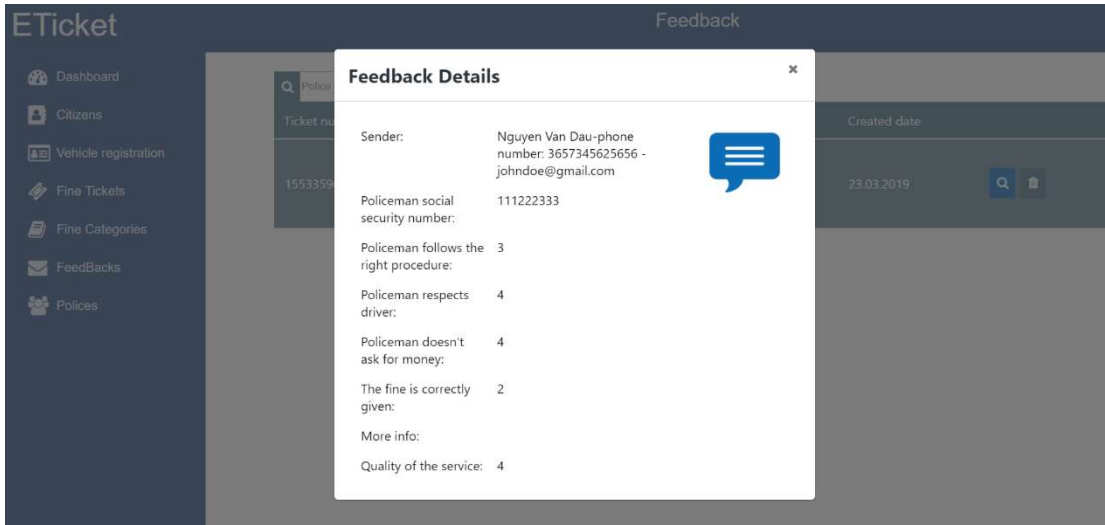 ETicket
Feedback
Dashboard
Citizens
Vehicle registration
Fine Tickets
Fine Categories
FeedBacks
Polices
Police
Ticket nu
Created date
1553359
23.03.2019
Feedback Details
×
Sender:
Nguyen Van Dau-phone
number: 3657345625656 -
johndoe@gmail.com
Policeman social
security number:
111222333
Policeman follows the
right procedure:
3
Policeman respects
driver:
4
Policeman doesn't
ask for money:
4
The fine is correctly
given:
2
More info:
Quality of the service:
4